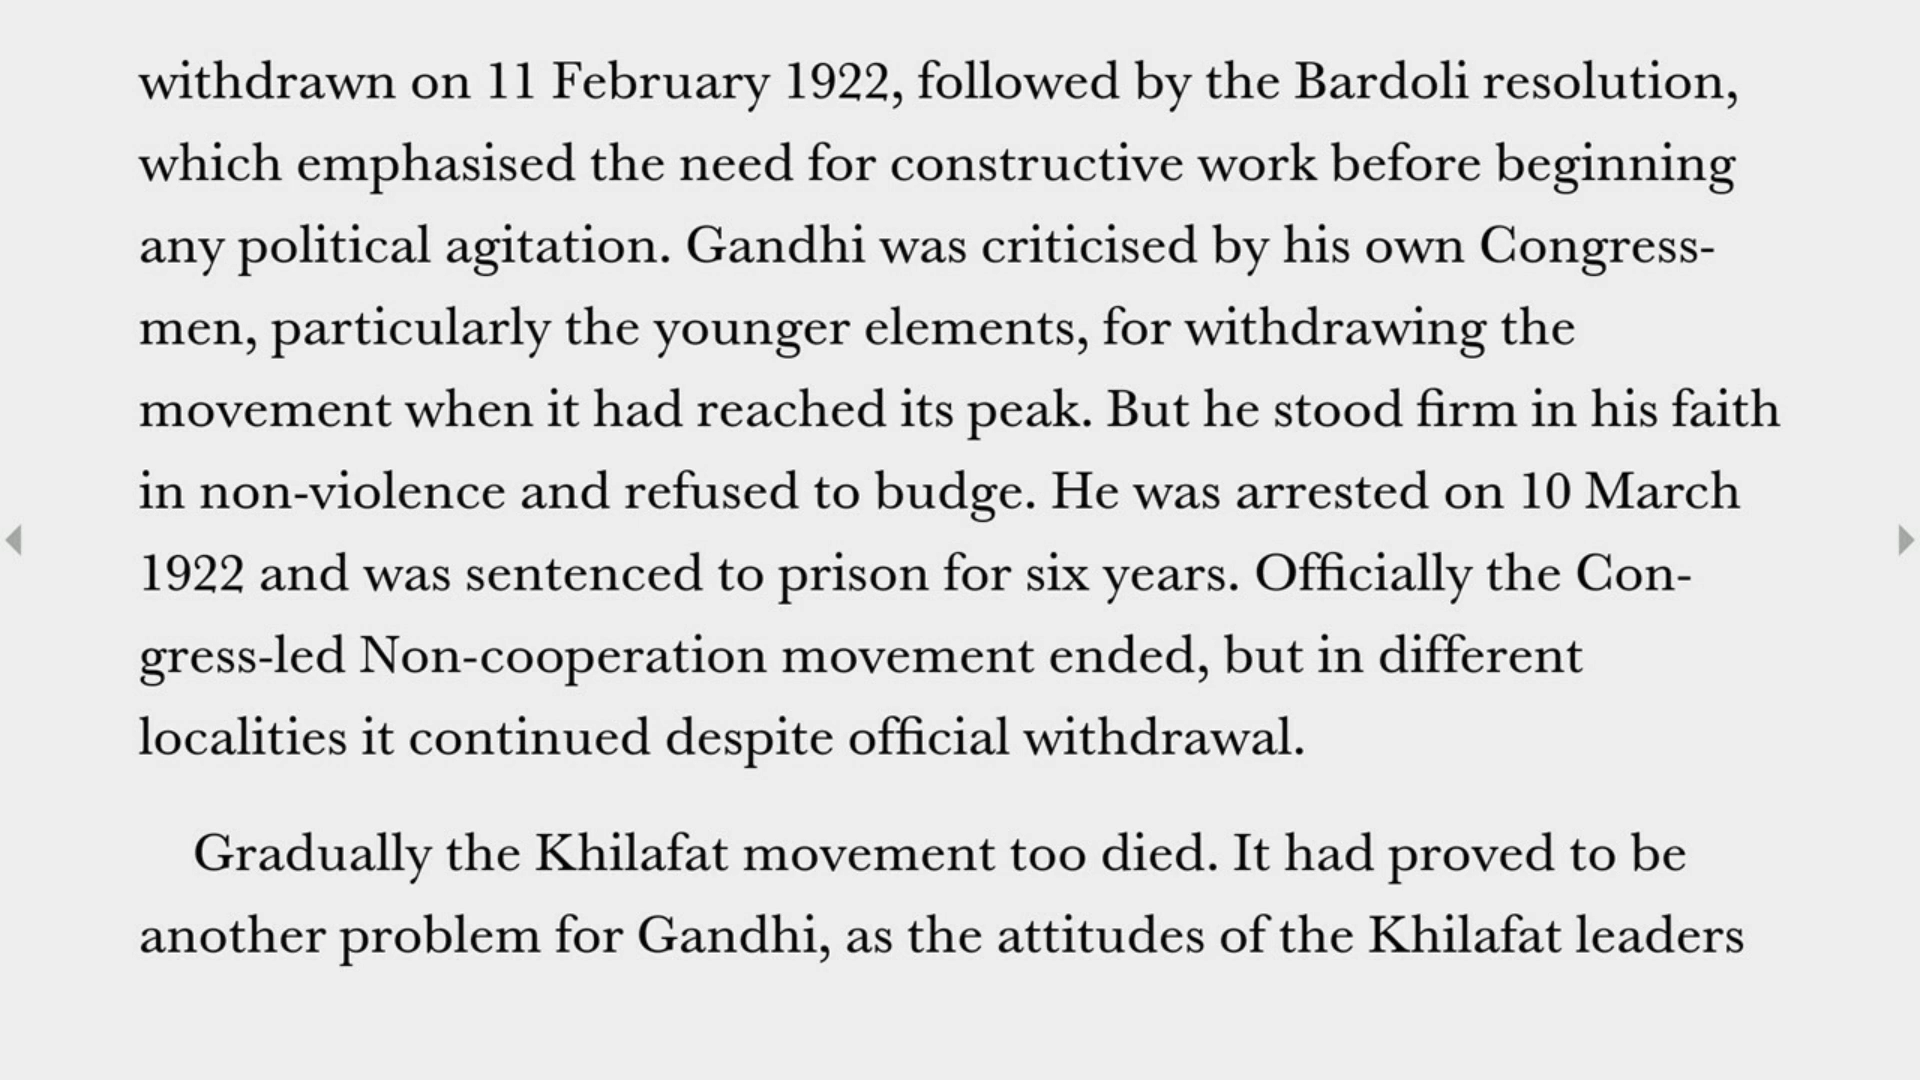 withdrawn on 11 February 1922, followed by the Bardoli resolution,
which emphasised the need for constructive work before beginning
any political agitation. Gandhi was criticised by his own Congress-
men, particularly the younger elements, for withdrawing the
movement when it had reached its peak. But he stood firm in his faith
in non-violence and refused to budge. He was arrested on 10 March
1922 and was sentenced to prison for six years. Officially the Con-
gress-led Non-cooperation movement ended, but in different
localities it continued despite official withdrawal.
Gradually the Khilafat movement too died. It had proved to be
another problem for Gandhi, as the attitudes of the Khilafat leaders